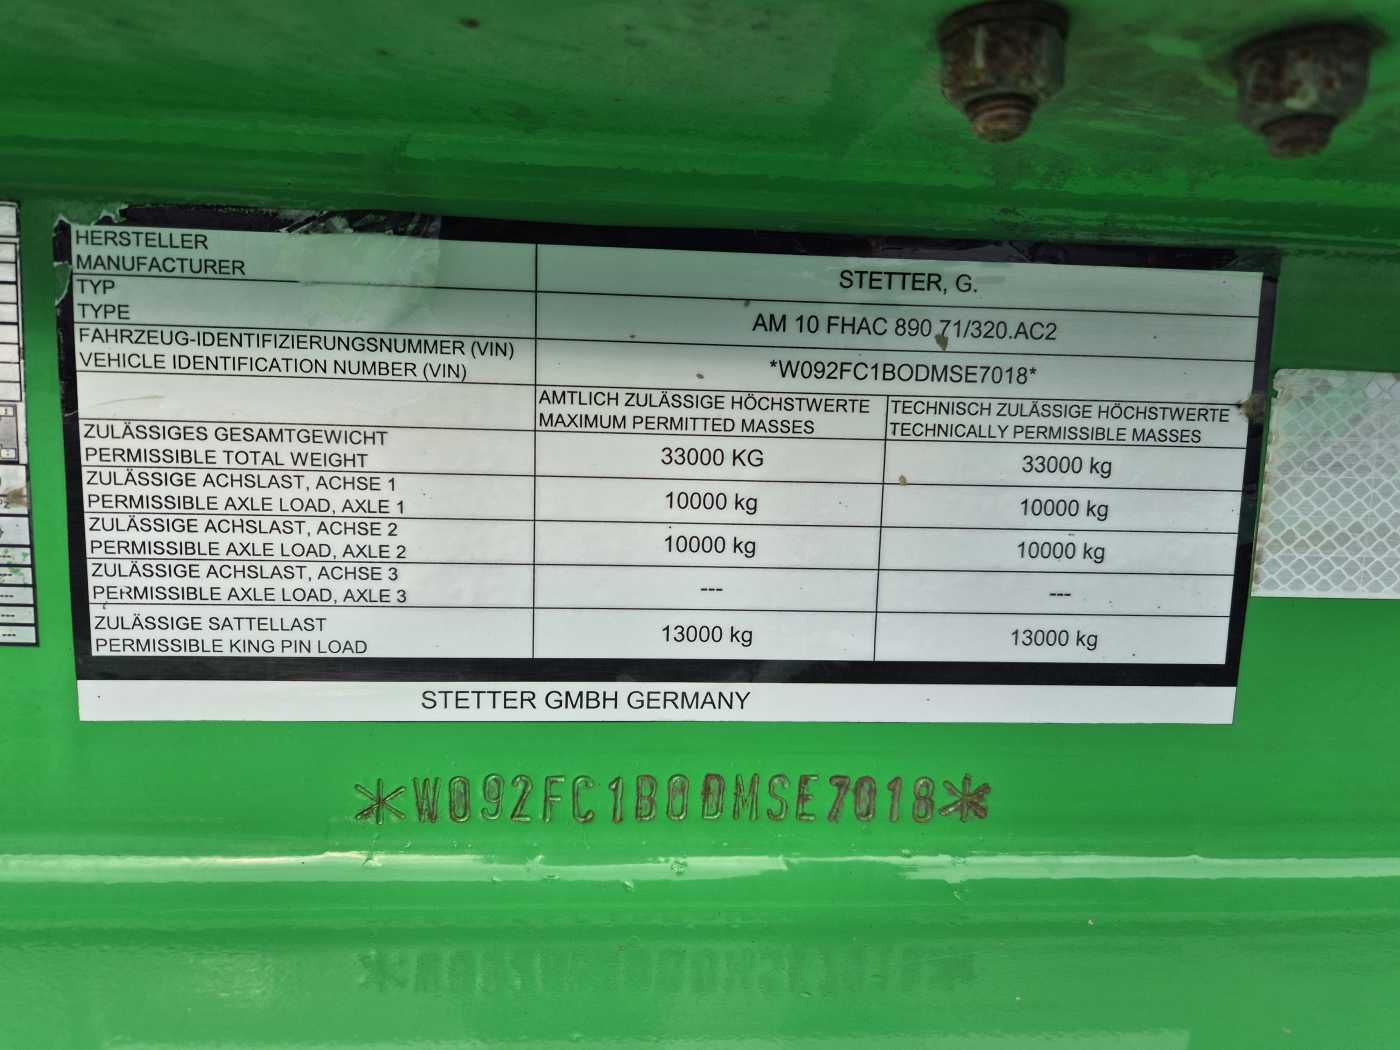 HERSTELLER
MANUFACTURER
STETTER, G.
TYP
TYPE
AM 10 FHAC 890 71/320.AC2
FAHRZEUG-IDENTIFIZIERUNGSNUMMER (VIN)
VEHICLE IDENTIFICATION NUMBER (VIN)
*W092FC1BODMSE7018*
AMTLICH ZULÄSSIGE HÖCHSTWERTE
MAXIMUM PERMITTED MASSES
TECHNISCH ZULÄSSIGE HÖCHSTWERTE
TECHNICALLY PERMISSIBLE MASSES
ZULÄSSIGES GESAMTGEWICHT
PERMISSIBLE TOTAL WEIGHT
33000 KG
33000 kg
ZULÄSSIGE ACHSLAST, ACHSE 1
PERMISSIBLE AXLE LOAD, AXLE 1
10000 kg
10000 kg
ZULÄSSIGE ACHSLAST, ACHSE 2
PERMISSIBLE AXLE LOAD, AXLE 2
10000 kg
10000 kg
ZULÄSSIGE ACHSLAST, ACHSE 3
PERMISSIBLE AXLE LOAD, AXLE 3
---
---
ZULÄSSIGE SATTELLAST
PERMISSIBLE KING PIN LOAD
13000 kg
13000 kg
STETTER GMBH GERMANY
*W092FC1B0DMSE7018*